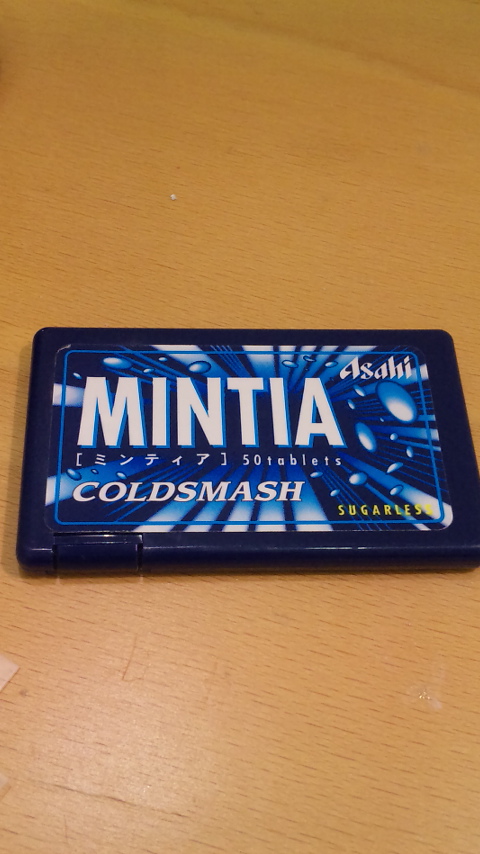 Asahi
MINTIA
[ミンティア] 50tablets
COLDSMASH
SUGARLESS